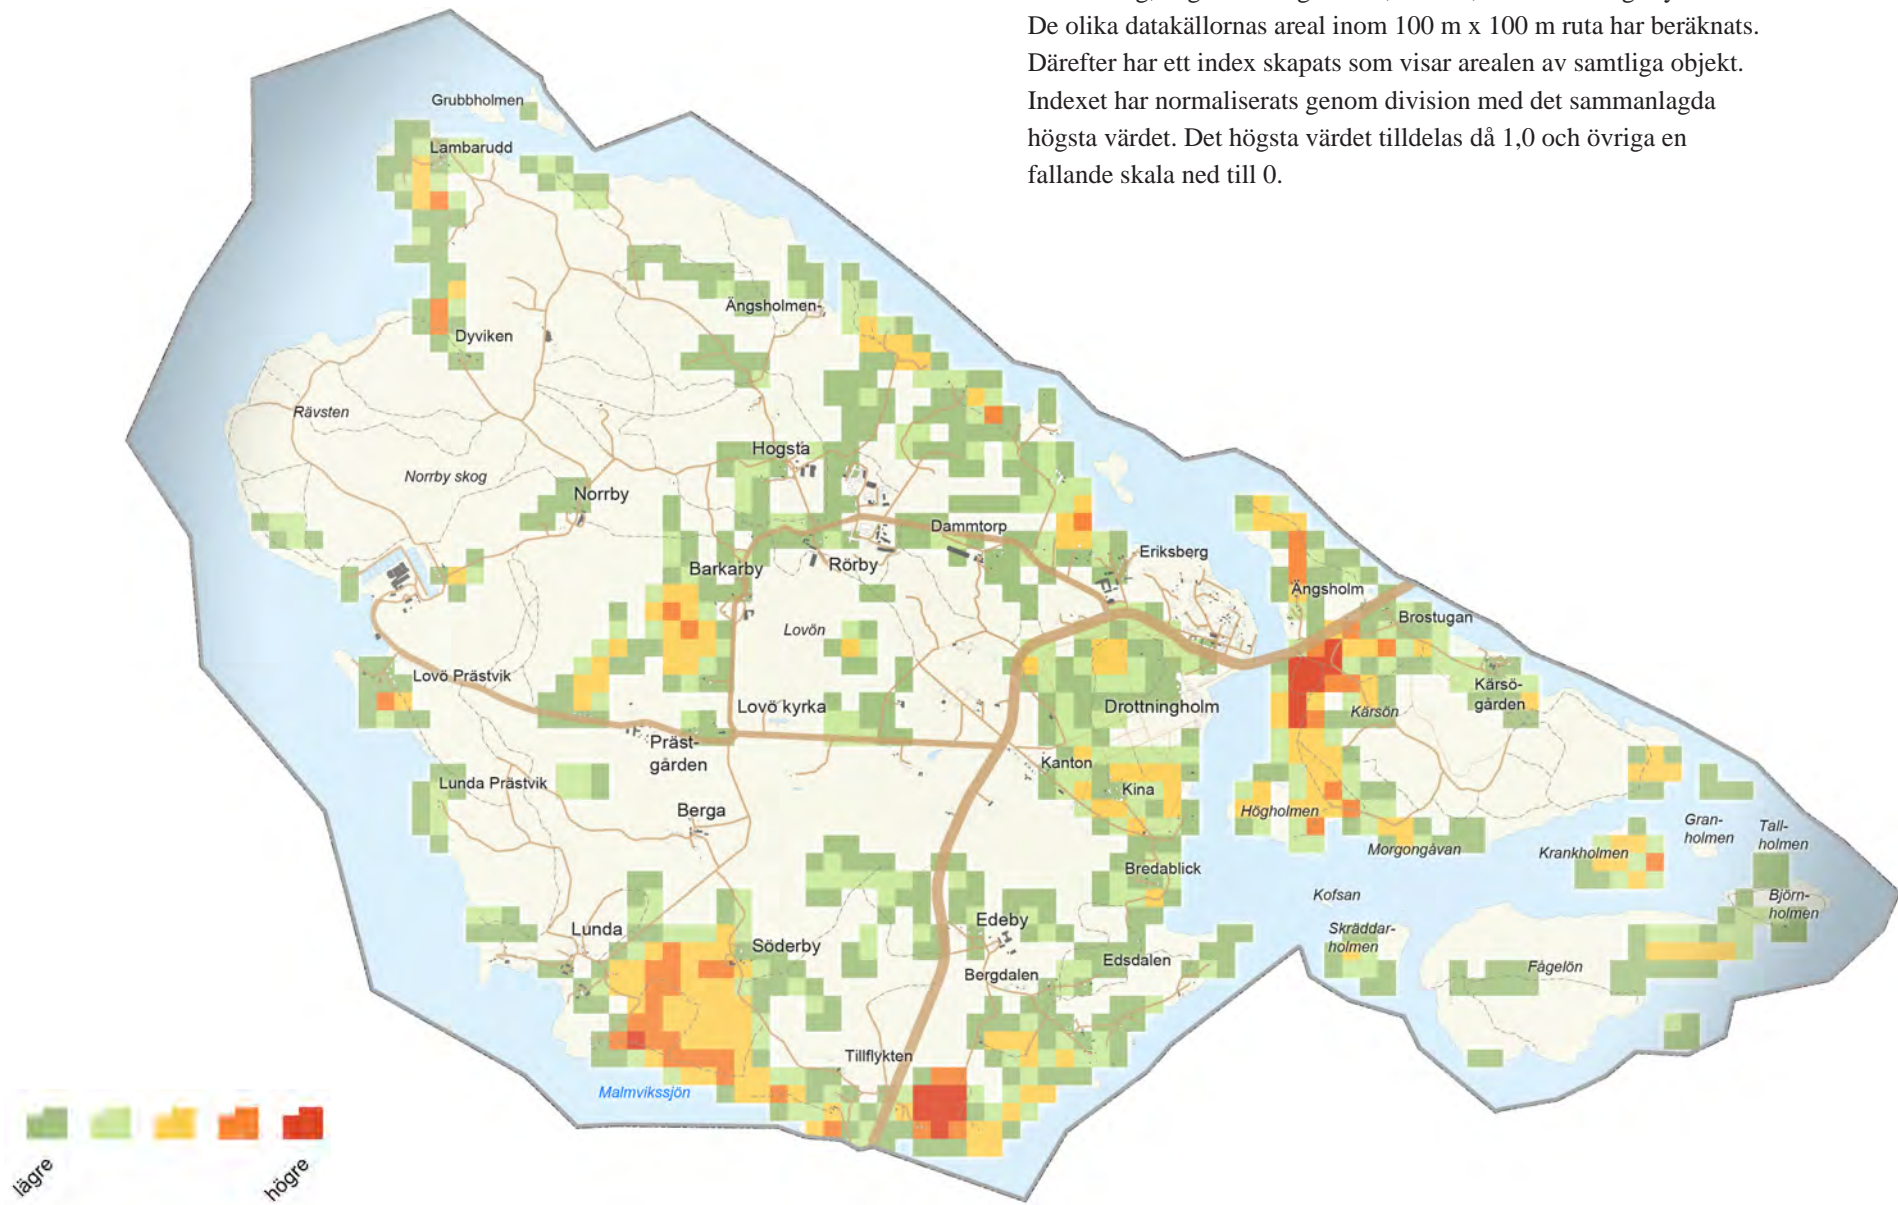 De olika datakällornas areal inom 100 m x 100 m ruta har beräknats.
Därefter har ett index skapats som visar arealen av samtliga objekt.
Indexet har normaliserats genom division med det sammanlagda
högsta värdet. Det högsta värdet tilldelas då 1,0 och övriga en
fallande skala ned till 0.
Grubbholmen
Lambarudd
Ängsholmen
Dyviken
Rävsten
Hogsta
Norrby skog
Norrby
Dammtorp
Eriksberg
Barkarby
Rörby
Ängsholm
Brostugan
Lovön
Lovö Prästvik
Kärsö-
gården
Lovö kyrka
Drottningholm
Kärsön
Präst-
gården
Kanton
Lunda Prästvik
Kina
Berga
Högholmen
Gran-
holmen
Tall-
holmen
Morgongåvan
Krankholmen
Bredablick
Kofsan
Björn-
holmen
Edeby
Lunda
Söderby
Skräddar-
holmen
Edsdalen
Bergdalen
Fågelön
Tillflykten
Malmvikssjön
lägre
högre